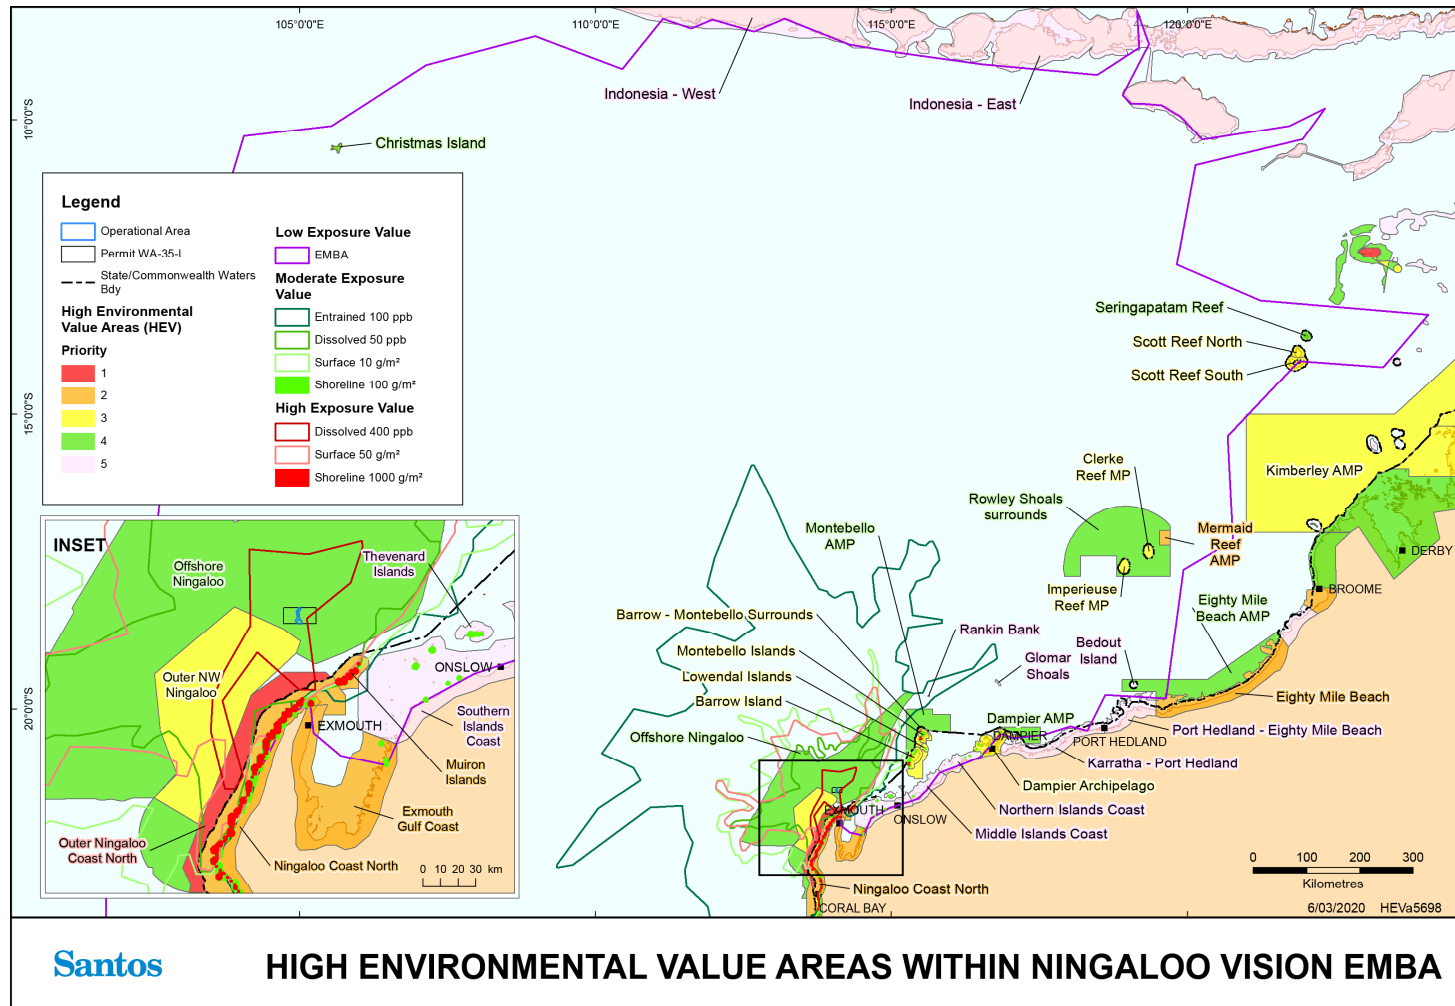 105°0'0"E
110°0'0"E
115°0'0"E
120°0'0"E
10°0'0"S
15°0'0"S
20°0'0"S
Indonesia - West
Indonesia - East
Christmas Island
Legend
Operational Area
Permit WA-35-L
State/Commonwealth Waters
Bdy
High Environmental
Value Areas (HEV)
Priority
1
2
3
4
5
Low Exposure Value
EMBA
Moderate Exposure
Value
Entrained 100 ppb
Dissolved 50 ppb
Surface 10 g/m²
Shoreline 100 g/m²
High Exposure Value
Dissolved 400 ppb
Surface 50 g/m²
Shoreline 1000 g/m²
Seringapatam Reef
Scott Reef North
Scott Reef South
Kimberley AMP
Clerke
Reef MP
Rowley Shoals
surrounds
Mermaid
Reef
AMP
Imperieuse
Reef MP
DERBY
BROOME
Eighty Mile
Beach AMP
Montebello
AMP
Barrow - Montebello Surrounds
Rankin Bank
Montebello Islands
Lowendal Islands
Barrow Island
Offshore Ningaloo
Glomar
Shoals
Bedout
Island
Dampier AMP
DAMPIER
PORT HEDLAND
Eighty Mile Beach
Port Hedland - Eighty Mile Beach
Karratha - Port Hedland
Dampier Archipelago
Northern Islands Coast
Middle Islands Coast
EXMOUTH
ONSLOW
Ningaloo Coast North
CORAL BAY
0 100 200 300
Kilometres
6/03/2020 HEVa5698
INSET
Offshore
Ningaloo
Thevenard
Islands
Outer NW
Ningaloo
ONSLOW
EXMOUTH
Southern
Islands
Coast
Muiron
Islands
Exmouth
Gulf Coast
Outer Ningaloo
Coast North
Ningaloo Coast North
0 10 20 30 km
Santos
HIGH ENVIRONMENTAL VALUE AREAS WITHIN NINGALOO VISION EMBA